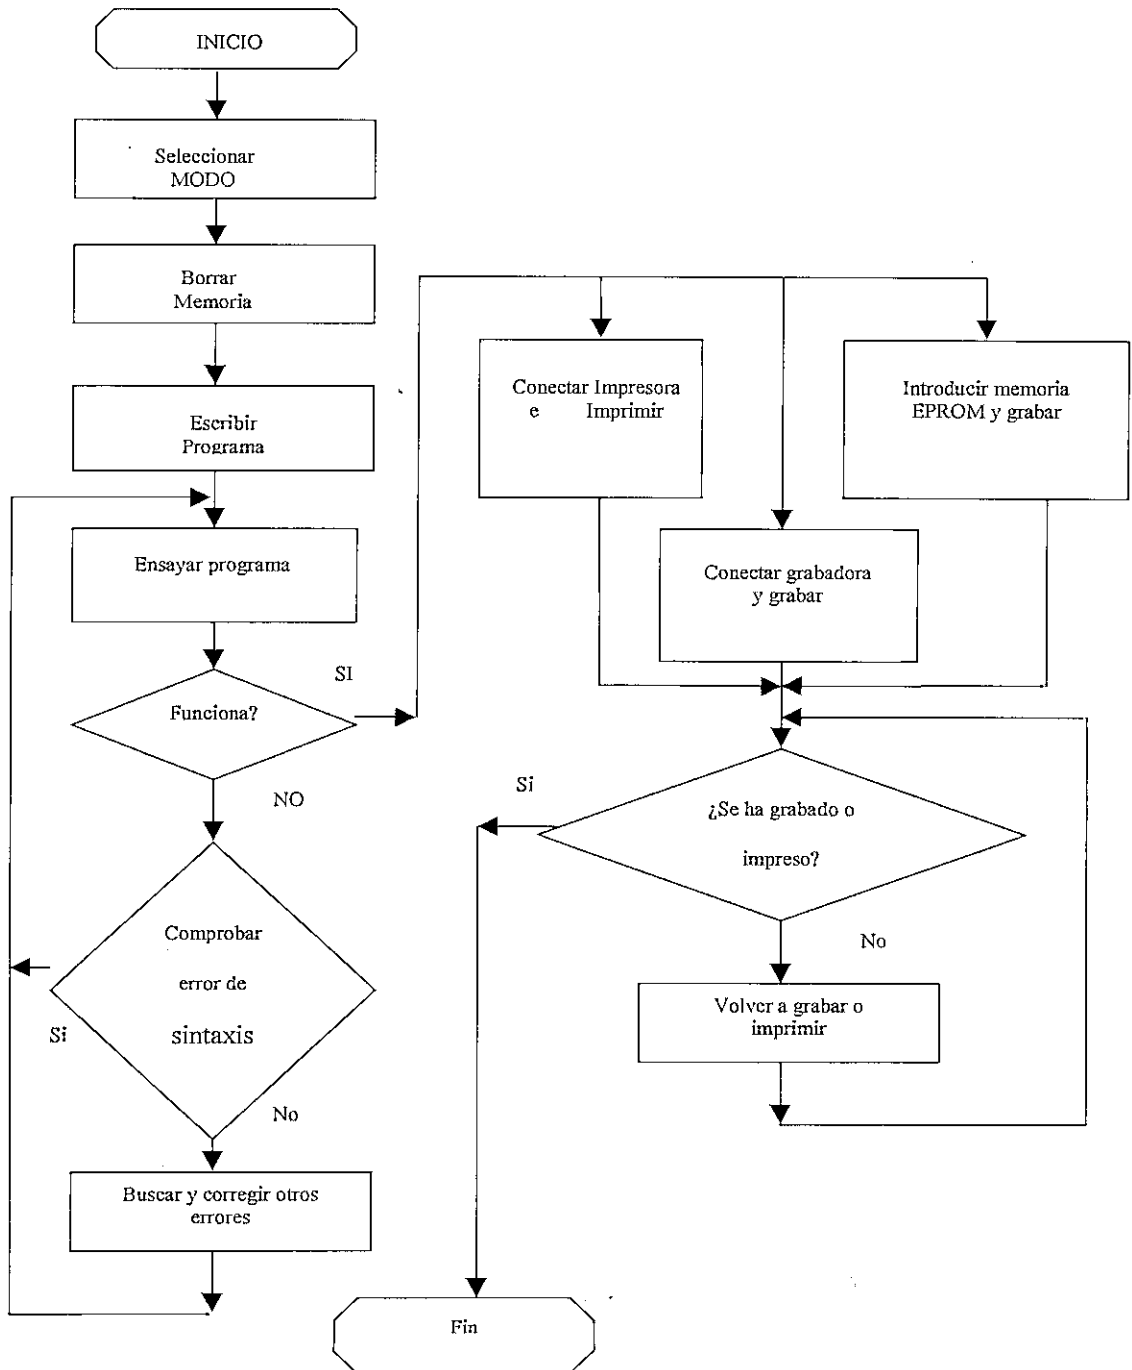 INICIO
Seleccionar
MODO
Borrar
Memoria
Escribir
Programa
Ensayar programa
SI
Funciona?
NO
Comprobar
error de
sintaxis
Si
No
Buscar y corregir otros
errores
Conectar Impresora
e Imprimir
Introducir memoria
EPROM y grabar
Conectar grabadora
y grabar
Si
¿Se ha grabado o
impreso?
No
Volver a grabar o
imprimir
Fin